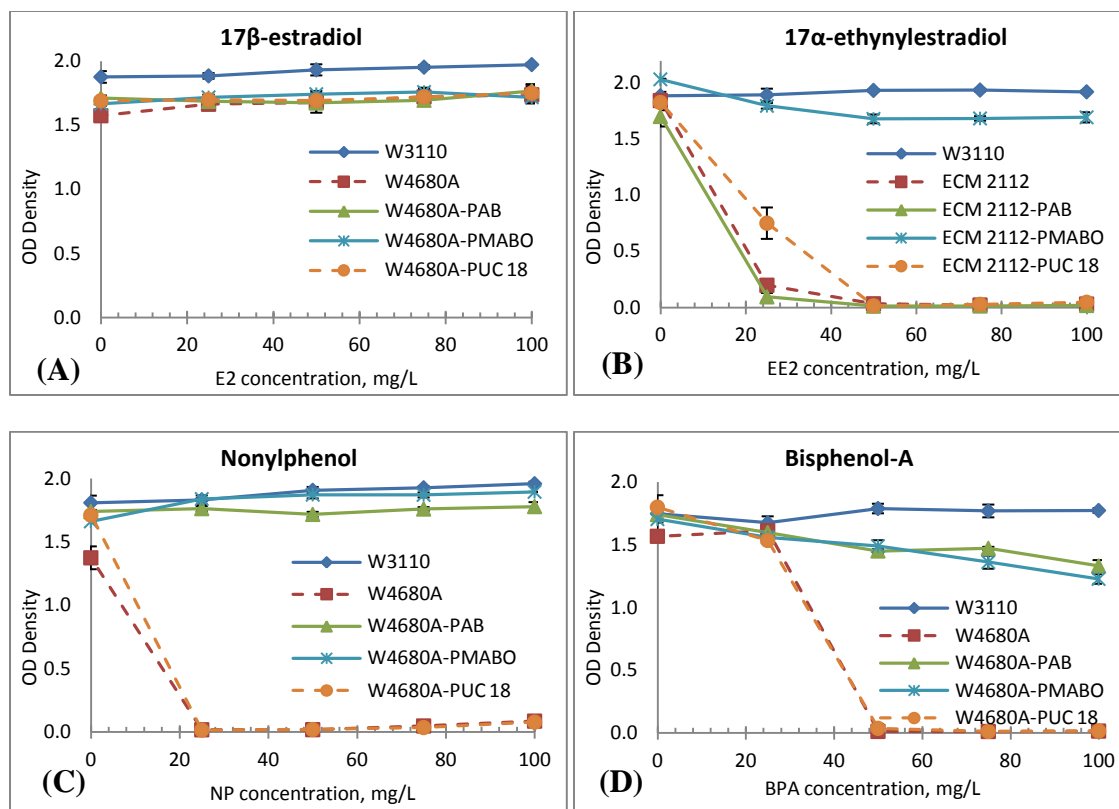 17β-estradiol
2.0
1.5
1.0
0.5
0.0
OD Density
W3110
W4680A
W4680A-PAB
W4680A-PMABO
W4680A-PUC 18
0 20 40 60 80 100
E2 concentration, mg/L
(A)
17α-ethynylestradiol
2.0
1.5
1.0
0.5
0.0
OD Density
W3110
ECM 2112
ECM 2112-PAB
ECM 2112-PMABO
ECM 2112-PUC 18
0 20 40 60 80 100
EE2 concentration, mg/L
(B)
Nonylphenol
2.0
1.5
1.0
0.5
0.0
OD Density
W3110
W4680A
W4680A-PAB
W4680A-PMABO
W4680A-PUC 18
0 20 40 60 80 100
NP concentration, mg/L
(C)
Bisphenol-A
2.0
1.5
1.0
0.5
0.0
OD Density
W3110
W4680A
W4680A-PAB
W4680A-PMABO
W4680A-PUC 18
0 20 40 60 80 100
BPA concentration, mg/L
(D)